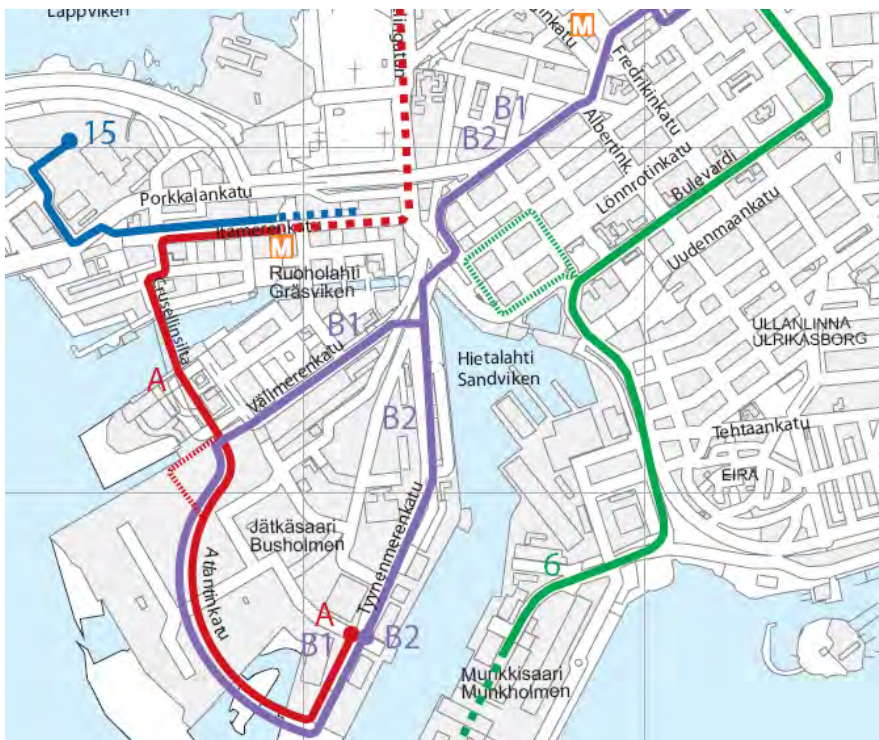 Lappviken
M
Fredrikinkatu
B1
B2
Albertink.
15
Lönnrotinkatu
Bulevardi
Porkkalankatu
Uudenmaankatu
Itämerenkatu
M
Ruoholahti
Gräsviken
B1
ULLANLINNA
ULRIKASBORG
Hietalahti
Sandviken
A
Välimerenkatu
B2
Tehtaankatu
EIRA
Jätkäsaari
Busholmen
Tyynenmerenkatu
Atlantinkatu
6
A
B1
B2
Munkkisaari
Munkholmen